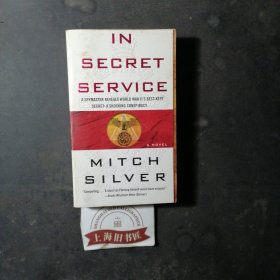 IN
SECRET
SERVICE
A SPYMASTER REVEALS WORLD WAR II'S BEST-KEPT
SECRET-A SHOCKING CONSPIRACY
A NOVEL
MITCH
SILVER
上海旧书店